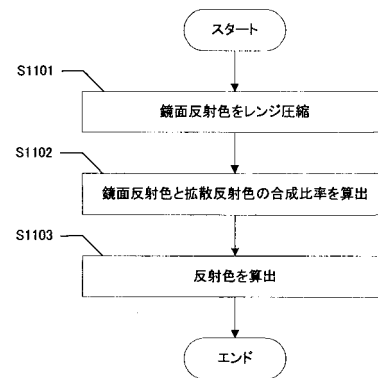 スタート
S1101
鏡面反射色をレンジ圧縮
S1102
鏡面反射色と拡散反射色の合成比率を算出
S1103
反射色を算出
エンド